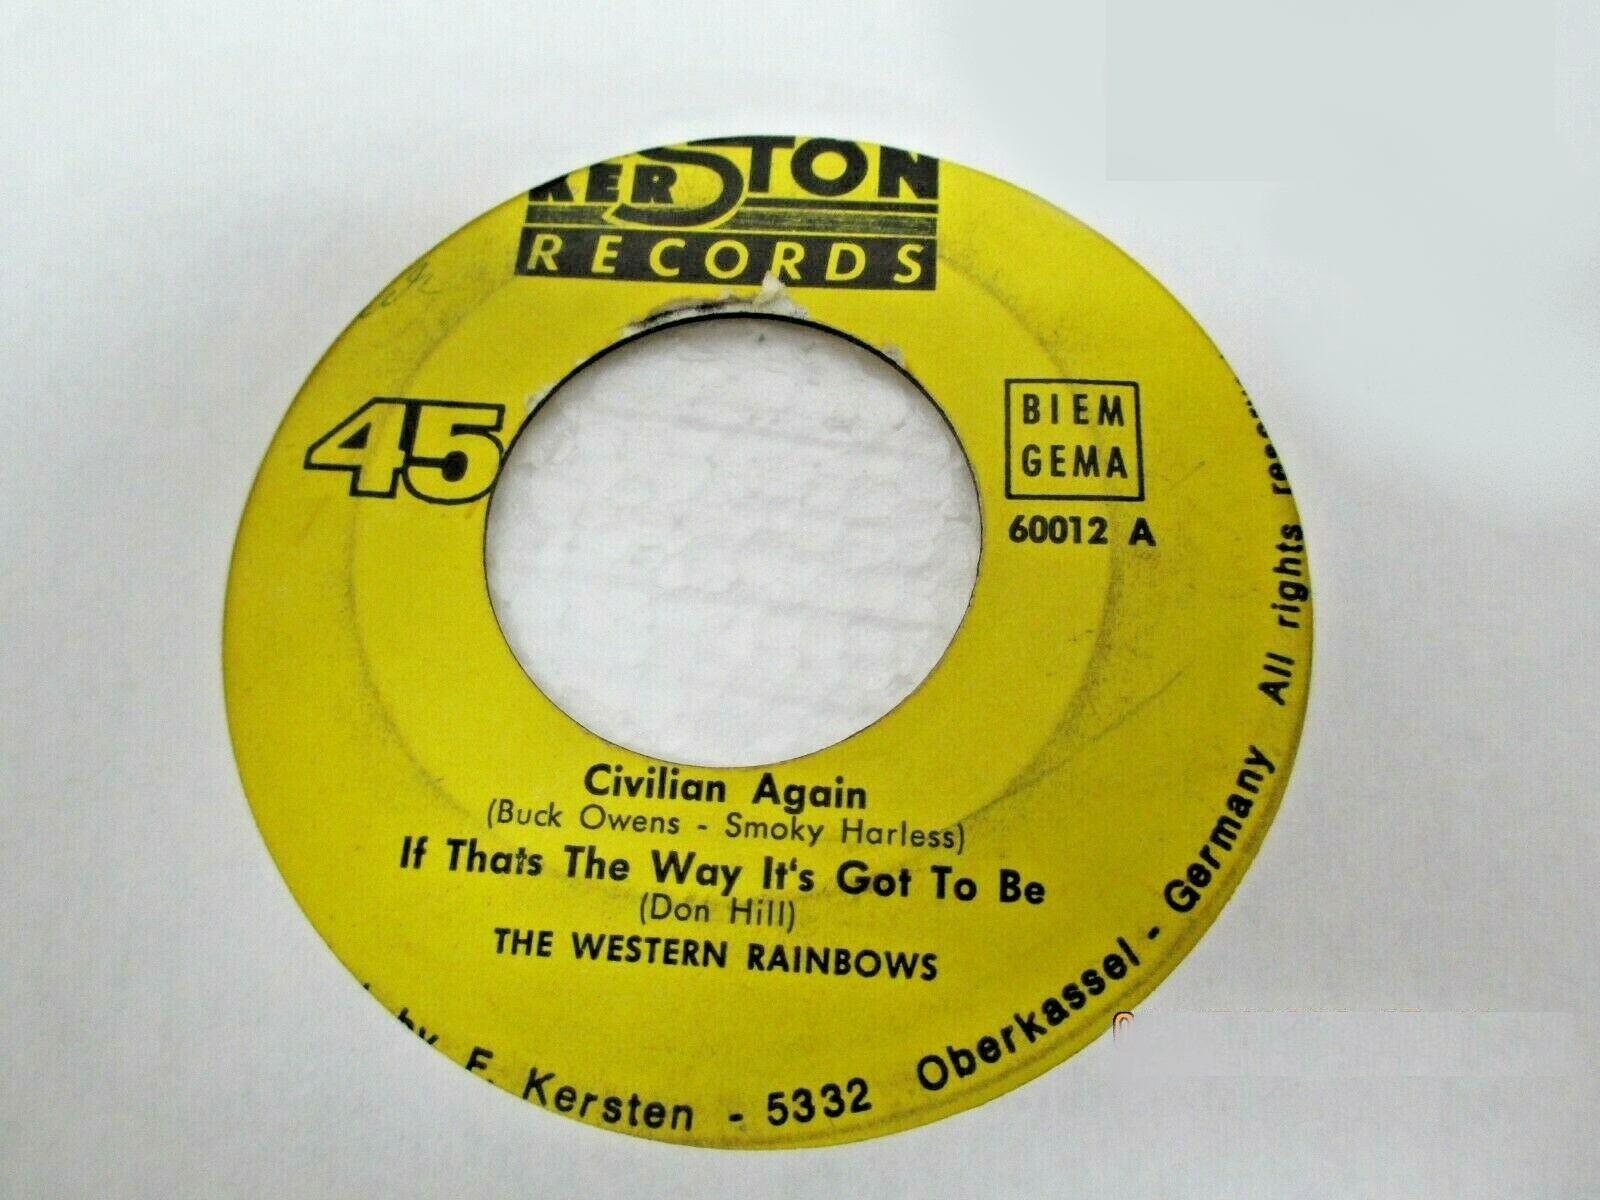 KERSTON
RECORDS
45
BIEM
GEMA
60012 A
Civilian Again
(Buck Owens - Smoky Harless)
If Thats The Way It's Got To Be
(Don Hill)
THE WESTERN RAINBOWS
by F. Kersten - 5332 Oberkassel - Germany All rights